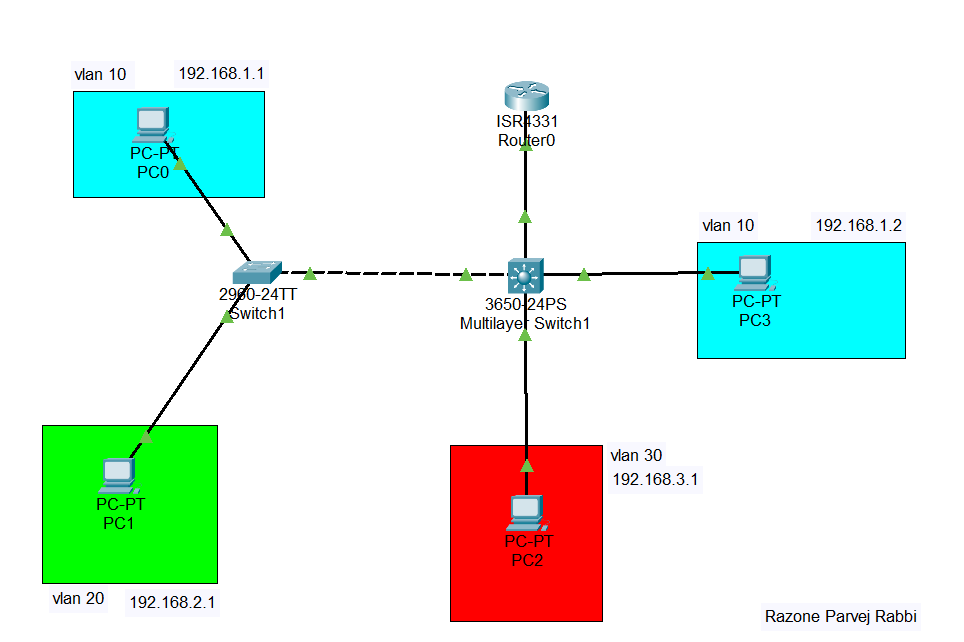 vlan 10 192.168.1.1
PC-PT
PC0
ISR4331
Router0
vlan 10 192.168.1.2
PC-PT
PC3
2960-24TT
Switch1
3650-24PS
Multilayer Switch1
PC-PT
PC1
vlan 20 192.168.2.1
vlan 30
192.168.3.1
PC-PT
PC2
Razone Parvej Rabbi